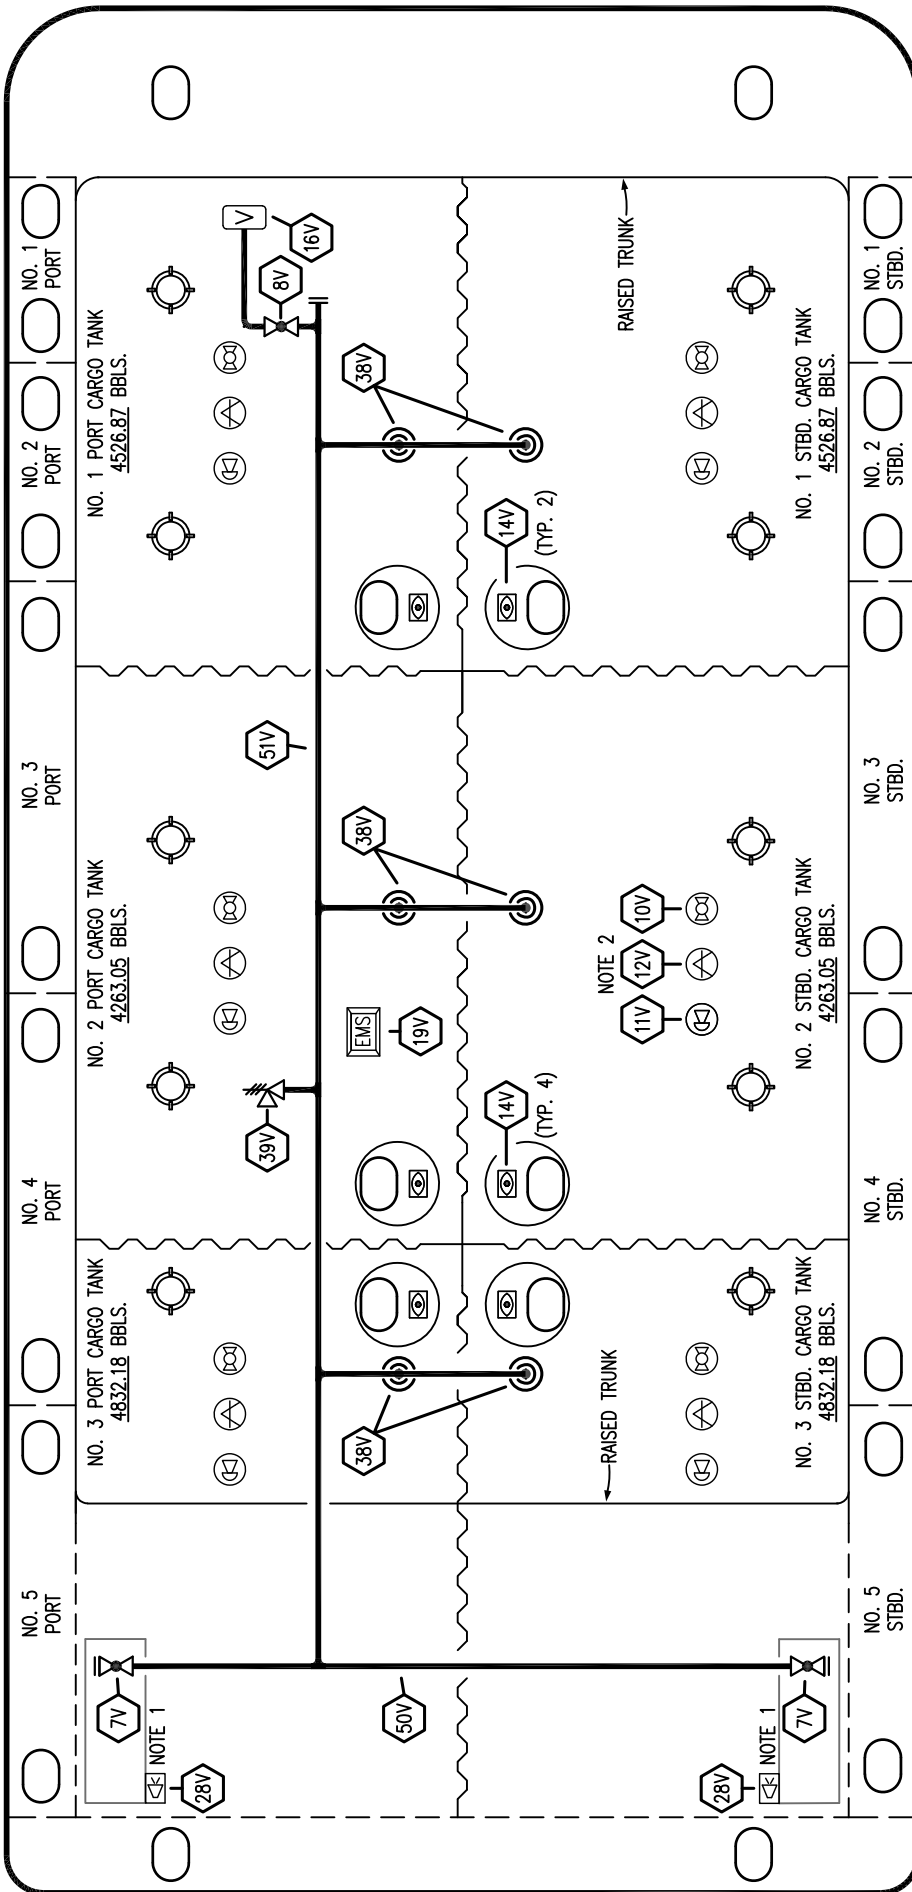 NO. 1
PORT
NO. 2
PORT
NO. 3
PORT
NO. 4
PORT
NO. 5
PORT
NO. 1 PORT CARGO TANK
4526.87 BBLS.
NO. 2 PORT CARGO TANK
4263.05 BBLS.
NO. 3 PORT CARGO TANK
4832.18 BBLS.
V
16V
8V
38V
14V
(TYP. 2)
RAISED TRUNK
51V
38V
EMS
19V
39V
14V
(TYP. 4)
NOTE 2
10V
12V
11V
38V
RAISED TRUNK
7V
NOTE 1
28V
50V
7V
NOTE 1
28V
NO. 1 STBD. CARGO TANK
4526.87 BBLS.
NO. 2 STBD. CARGO TANK
4263.05 BBLS.
NO. 3 STBD. CARGO TANK
4832.18 BBLS.
NO. 1
STBD.
NO. 2
STBD.
NO. 3
STBD.
NO. 4
STBD.
NO. 5
STBD.